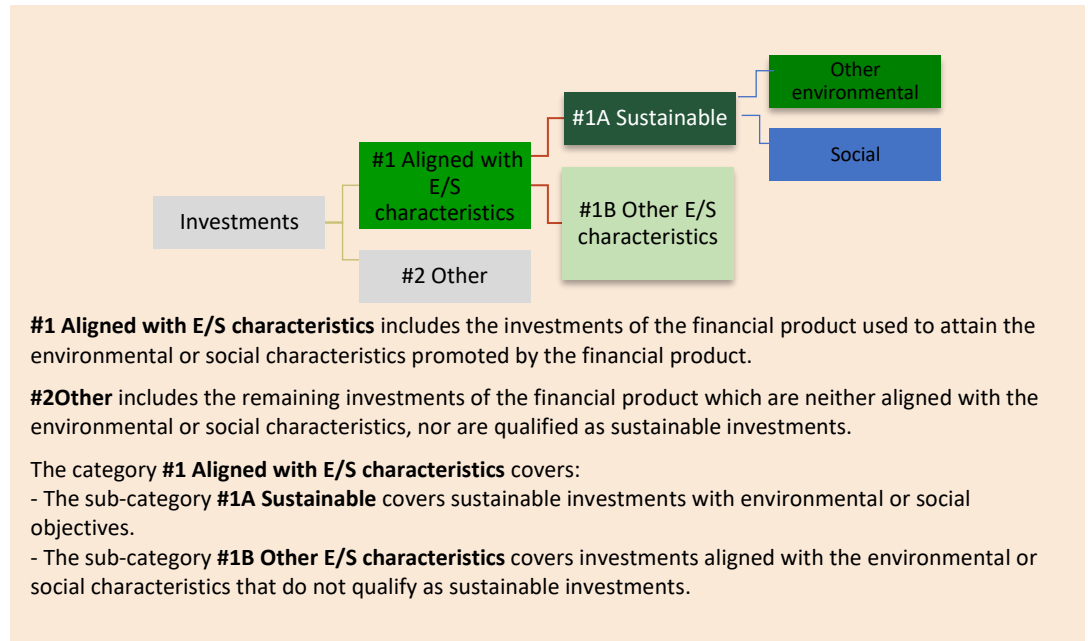 Other
environmental
#1A Sustainable
Social
#1 Aligned with
E/S
characteristics
#1B Other E/S
characteristics
Investments
#2 Other
#1 Aligned with E/S characteristics includes the investments of the financial product used to attain the
environmental or social characteristics promoted by the financial product.
#2Other includes the remaining investments of the financial product which are neither aligned with the
environmental or social characteristics, nor are qualified as sustainable investments.
The category #1 Aligned with E/S characteristics covers:
- The sub-category #1A Sustainable covers sustainable investments with environmental or social
objectives.
- The sub-category #1B Other E/S characteristics covers investments aligned with the environmental or
social characteristics that do not qualify as sustainable investments.